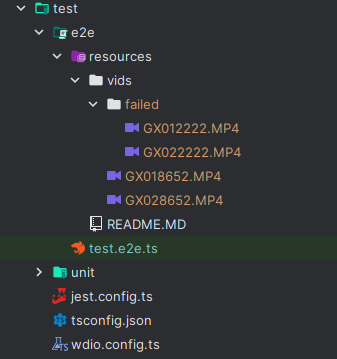 test
e2e
resources
vids
failed
GX012222.MP4
GX022222.MP4
GX018652.MP4
GX028652.MP4
README.MD
test.e2e.ts
unit
jest.config.ts
tsconfig.json
TS wdio.config.ts